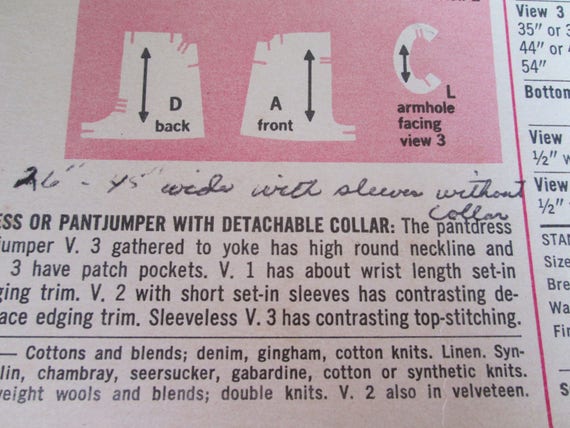 View 3
35" or 3
44" or 4
54"
Bottom
View
½" w
View
½"
STAN
Size
Bre
Wa
Fin
S
D
back
A
front
L
armhole
facing
view 3
26" - 45" wide with sleeves without
collar
ESS OR PANTJUMPER WITH DETACHABLE COLLAR: The pantdress
jumper V. 3 gathered to yoke has high round neckline and
3 have patch pockets. V. 1 has about wrist length set-in
ging trim. V. 2 with short set-in sleeves has contrasting de-
ace edging trim. Sleeveless V. 3 has contrasting top-stitching.
— Cottons and blends; denim, gingham, cotton knits. Linen. Syn-
lin, chambray, seersucker, gabardine, cotton or synthetic knits.
weight wools and blends; double knits. V. 2 also in velveteen.